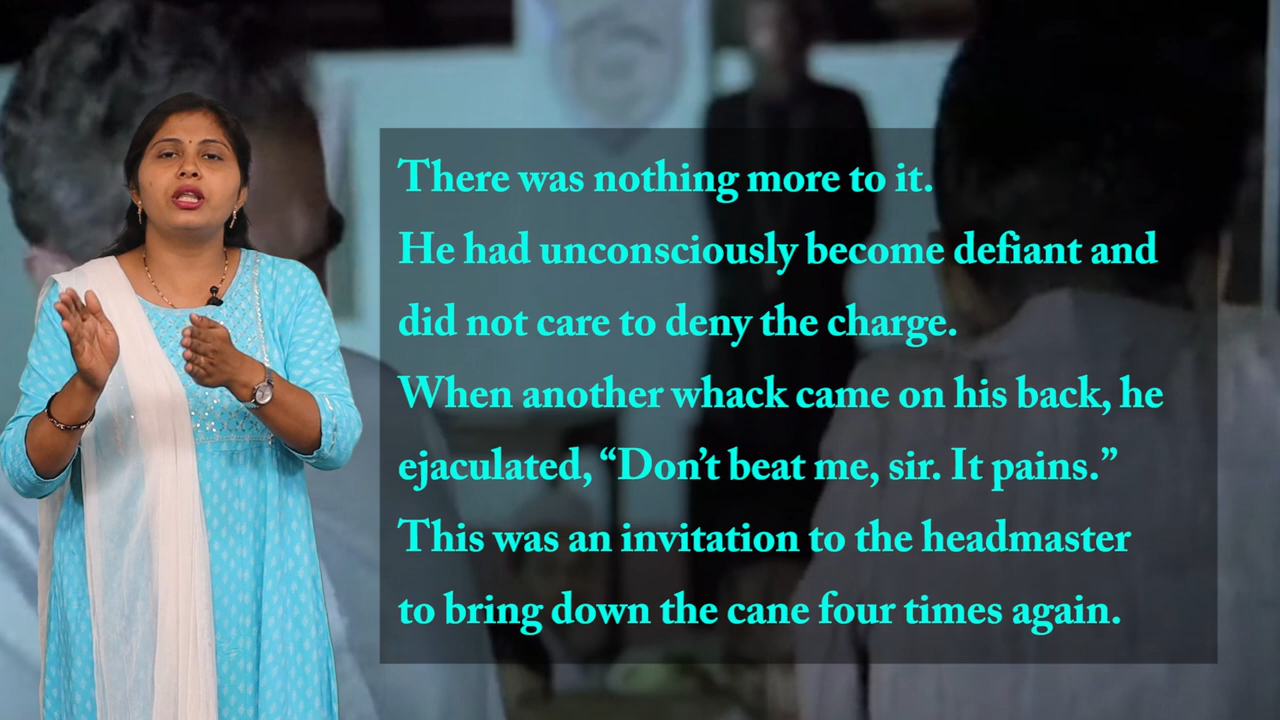 There was nothing more to it.
He had unconsciously become defiant and
did not care to deny the charge.
When another whack came on his back, he
ejaculated, “Don’t beat me, sir. It pains.”
This was an invitation to the headmaster
to bring down the cane four times again.